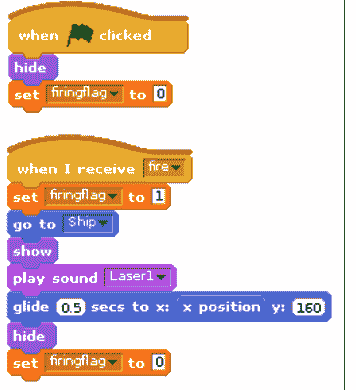 when clicked
hide
set firingflag to 0
when I receive fire
set firingflag to 1
go to Ship
show
play sound Laser1
glide 0.5 secs to x: x position y: 160
hide
set firingflag to 0